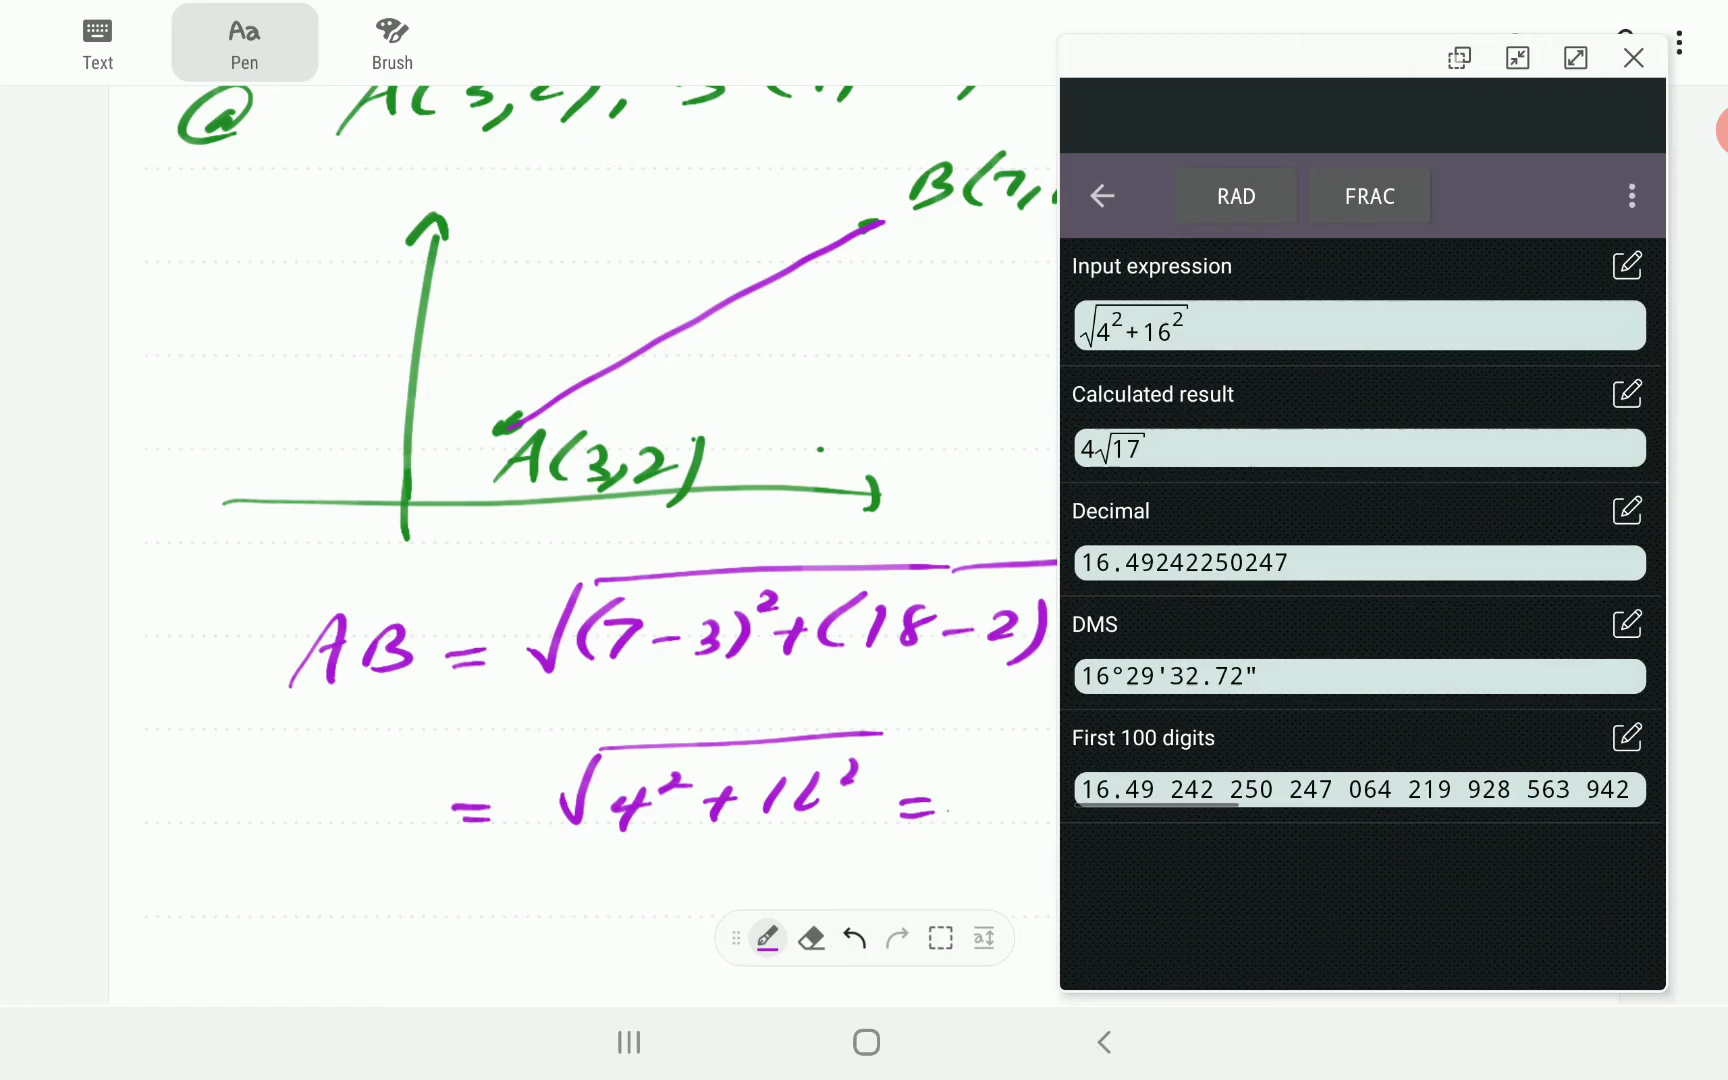 Text
Pen
Brush
ⓐ A(3,2),
B(7,
A(3,2)
AB = √(7-3)²+(18-2)
= √4²+16² =
RAD FRAC
Input expression
√4²+16²
Calculated result
4√17
Decimal
16.49242250247
DMS
16°29'32.72"
First 100 digits
16.49 242 250 247 064 219 928 563 942